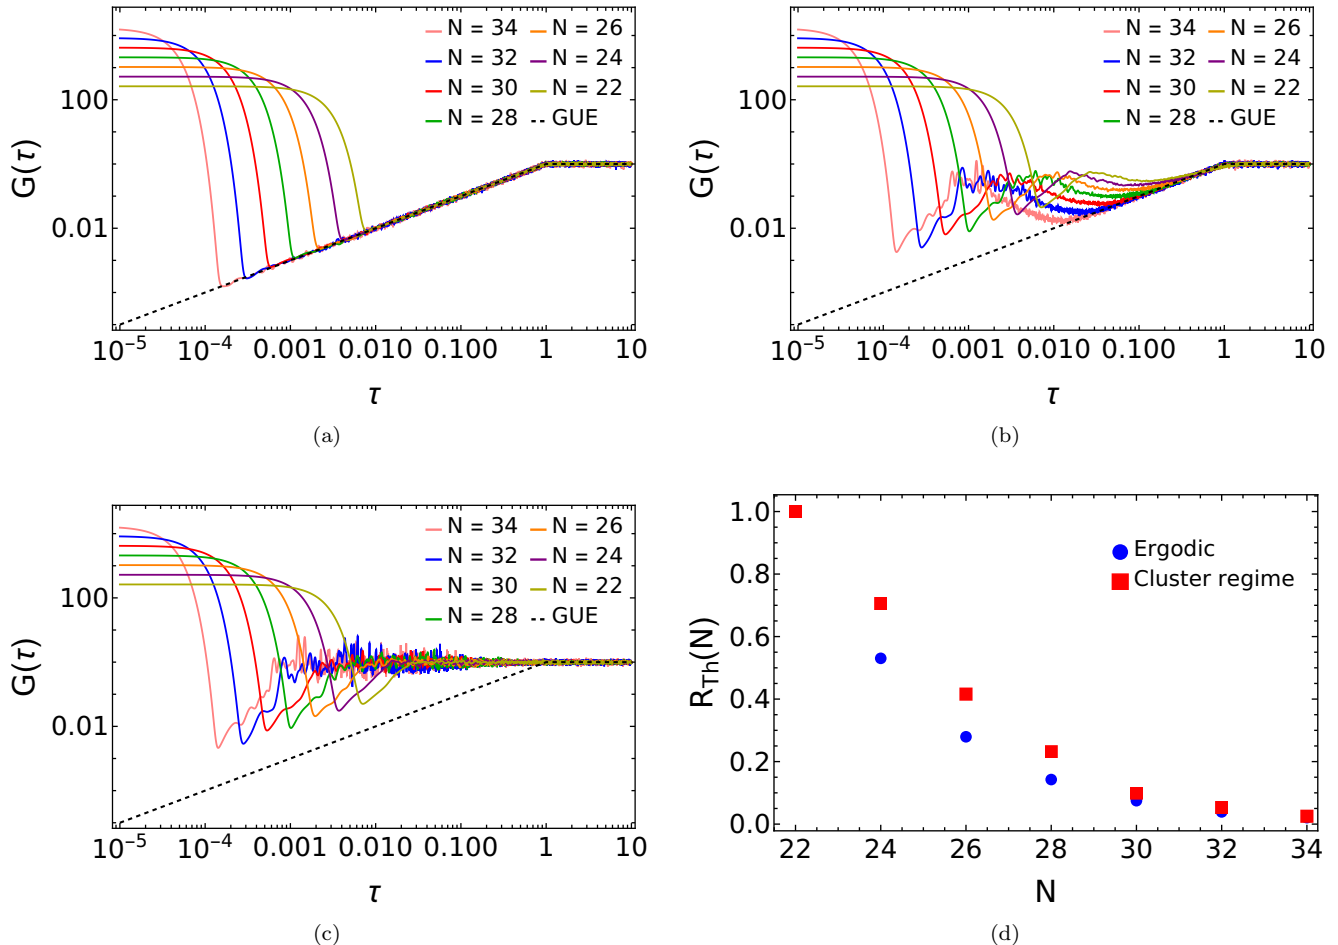 G(τ)
100
0.01
N = 34
N = 26
N = 32
N = 24
N = 30
N = 22
N = 28
GUE
10⁻⁵ 10⁻⁴ 0.001 0.010 0.100 1 10
τ
(a)
G(τ)
100
0.01
N = 34
N = 26
N = 32
N = 24
N = 30
N = 22
N = 28
GUE
10⁻⁵ 10⁻⁴ 0.001 0.010 0.100 1 10
τ
(b)
G(τ)
100
0.01
N = 34
N = 26
N = 32
N = 24
N = 30
N = 22
N = 28
GUE
10⁻⁵ 10⁻⁴ 0.001 0.010 0.100 1 10
τ
(c)
R_Th(N)
1.0
0.8
0.6
0.4
0.2
0.0
Ergodic
Cluster regime
22 24 26 28 30 32 34
N
(d)